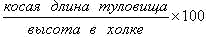 косая длина туловища
×100
высота в холке